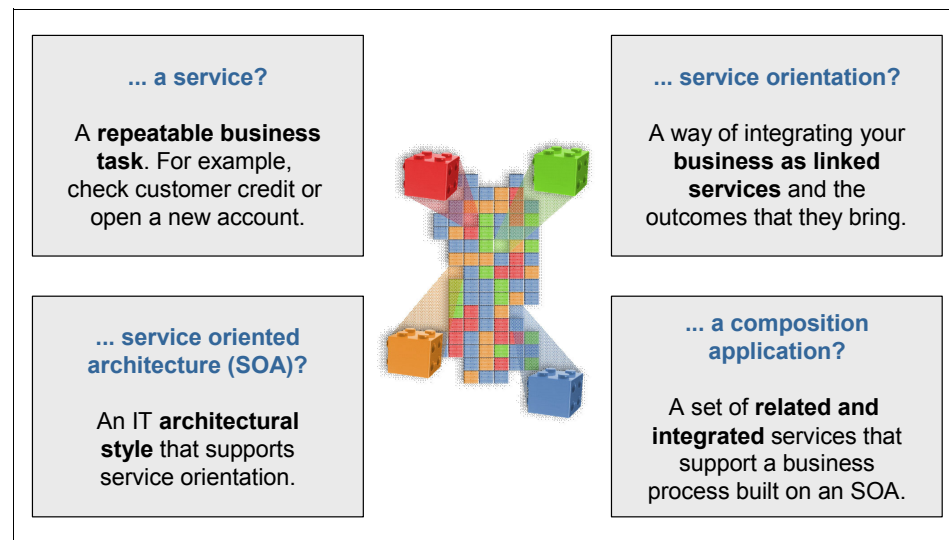 ... a service?
A repeatable business
task. For example,
check customer credit or
open a new account.
... service orientation?
A way of integrating your
business as linked
services and the
outcomes that they bring.
... service oriented
architecture (SOA)?
An IT architectural
style that supports
service orientation.
... a composition
application?
A set of related and
integrated services that
support a business
process built on an SOA.